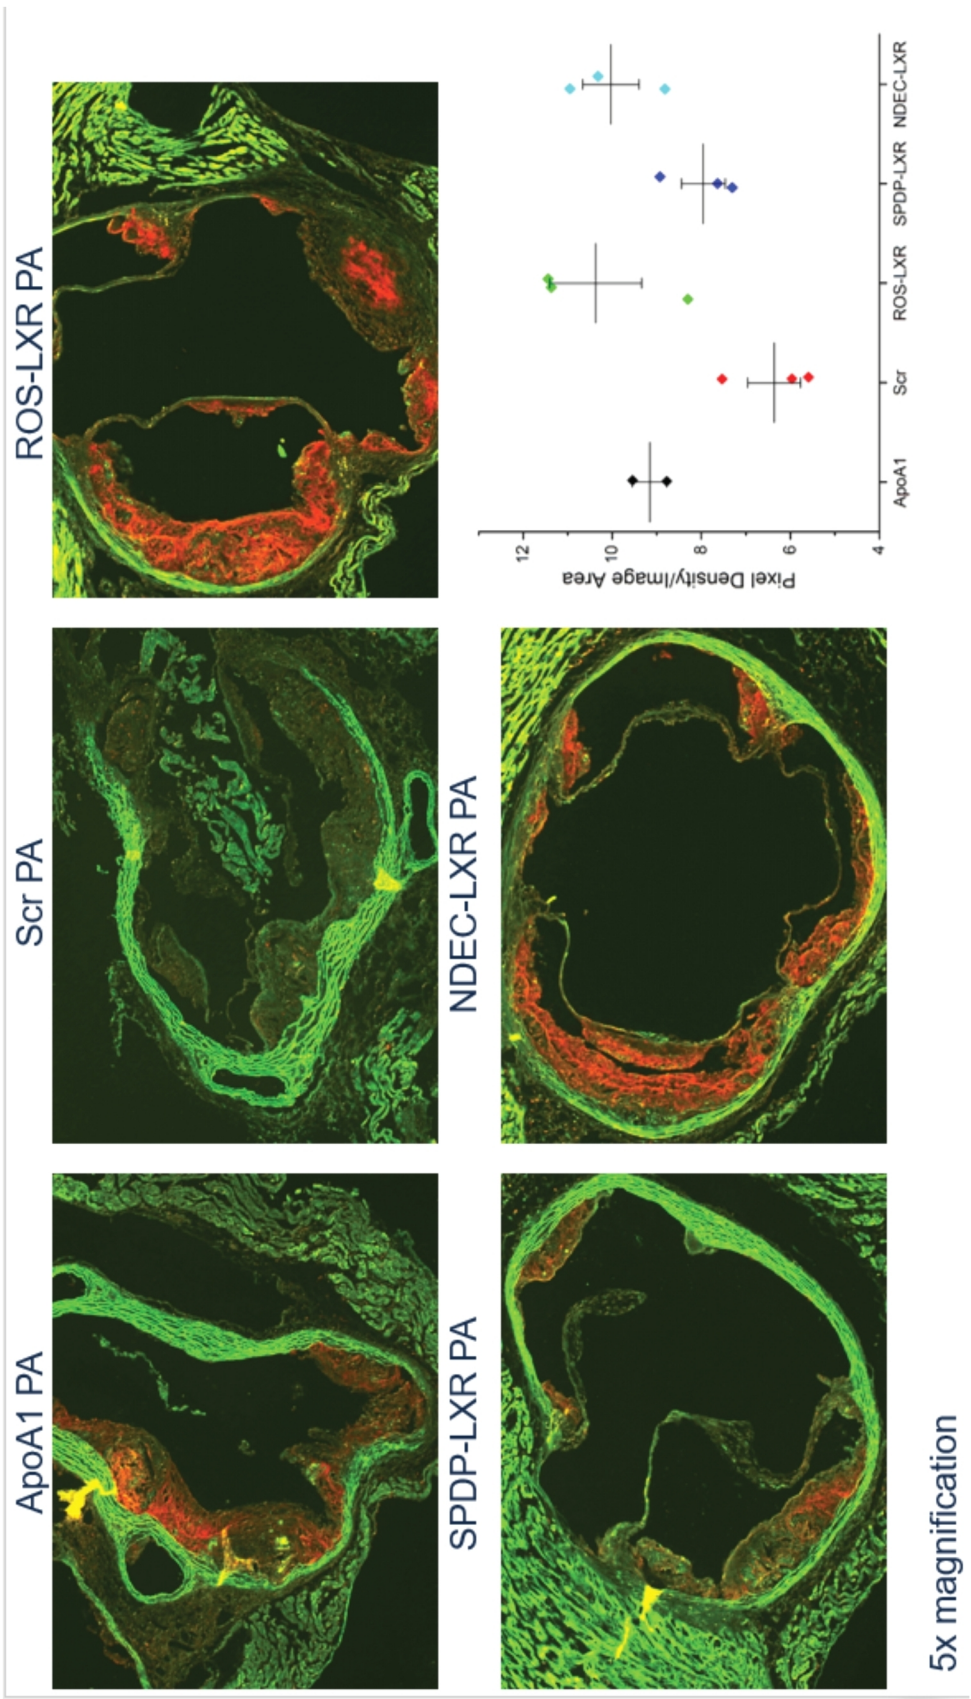 ApoA1 PA
Scr PA
ROS-LXR PA
SPDP-LXR PA
NDEC-LXR PA
Pixel Density/Image Area
12
10
8
6
4
ApoA1
Scr
ROS-LXR
SPDP-LXR
NDEC-LXR
5x magnification